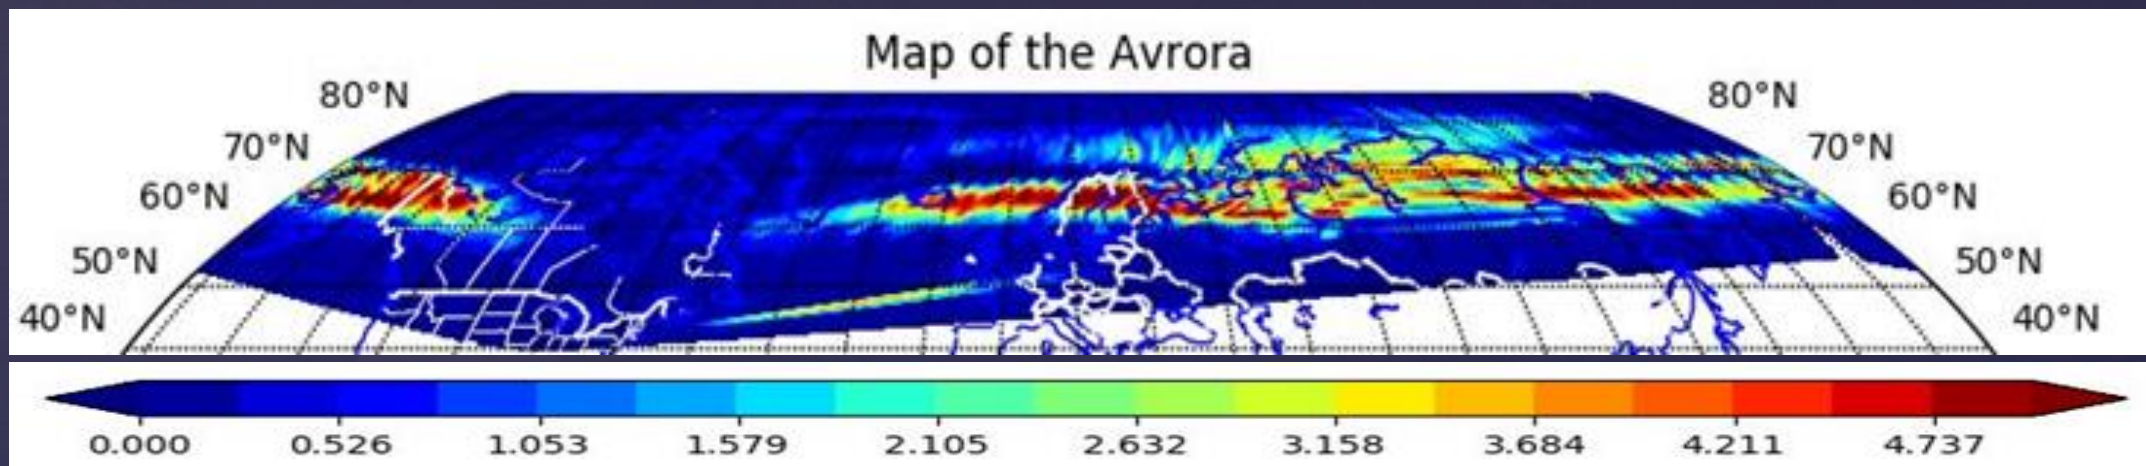 Map of the Avrora
80°N 80°N
70°N 70°N
60°N 60°N
50°N 50°N
40°N 40°N
0.000 0.526 1.053 1.579 2.105 2.632 3.158 3.684 4.211 4.737